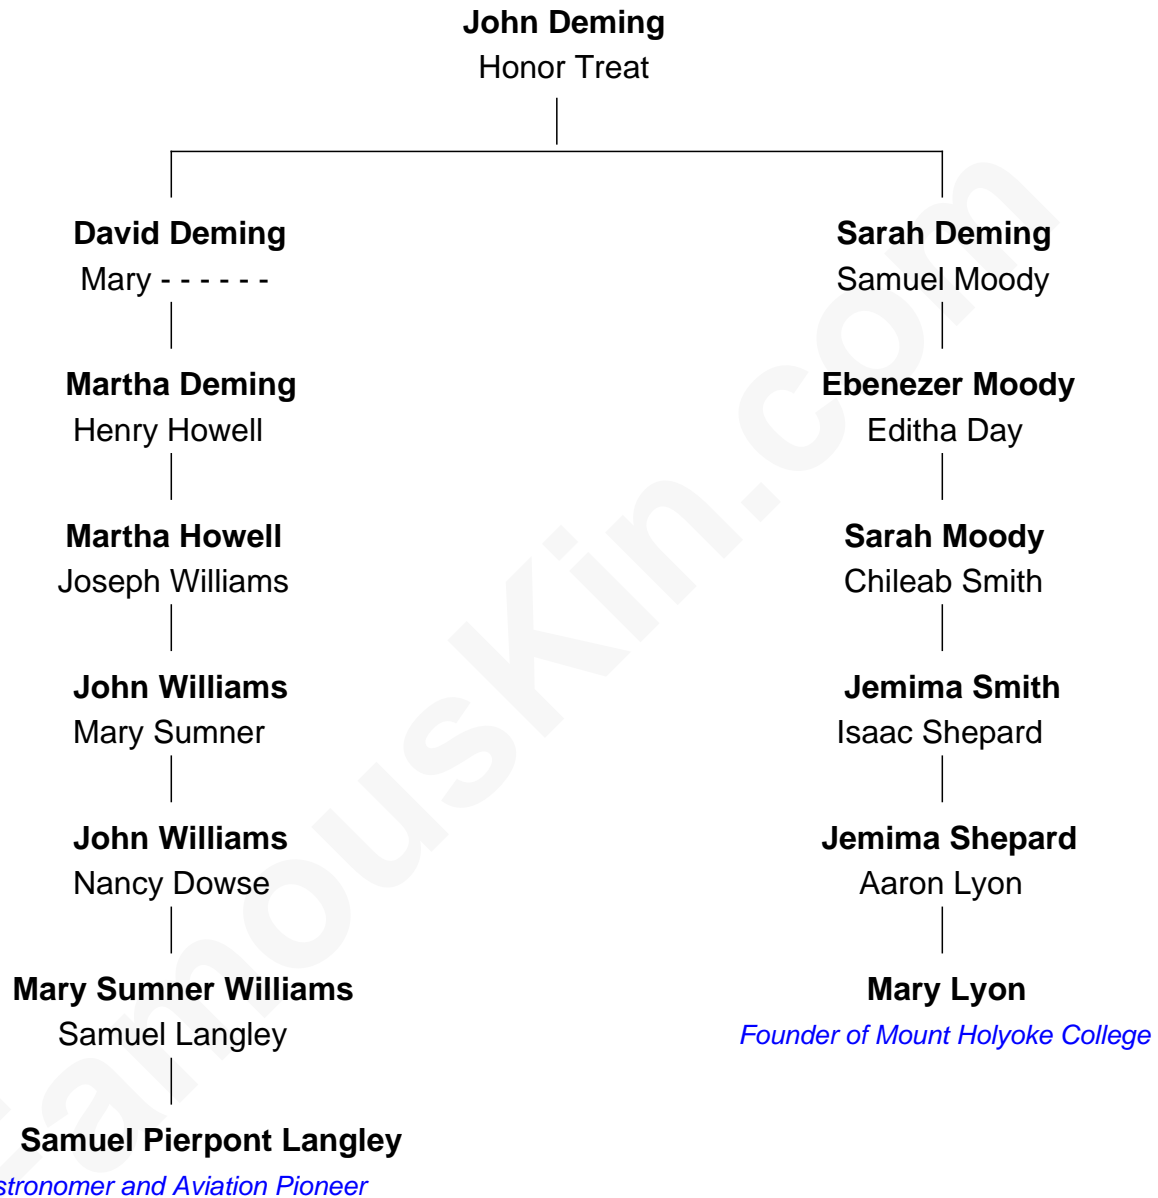 John Deming
Honor Treat
David Deming
Mary - - - - - -
Martha Deming
Henry Howell
Martha Howell
Joseph Williams
John Williams
Mary Sumner
John Williams
Nancy Dowse
Mary Sumner Williams
Samuel Langley
Samuel Pierpont Langley
and Aviation Pioneer
Sarah Deming
Samuel Moody
Ebenezer Moody
Editha Day
Sarah Moody
Chileab Smith
Jemima Smith
Isaac Shepard
Jemima Shepard
Aaron Lyon
Mary Lyon
Founder of Mount Holyoke College
FamousKin.com